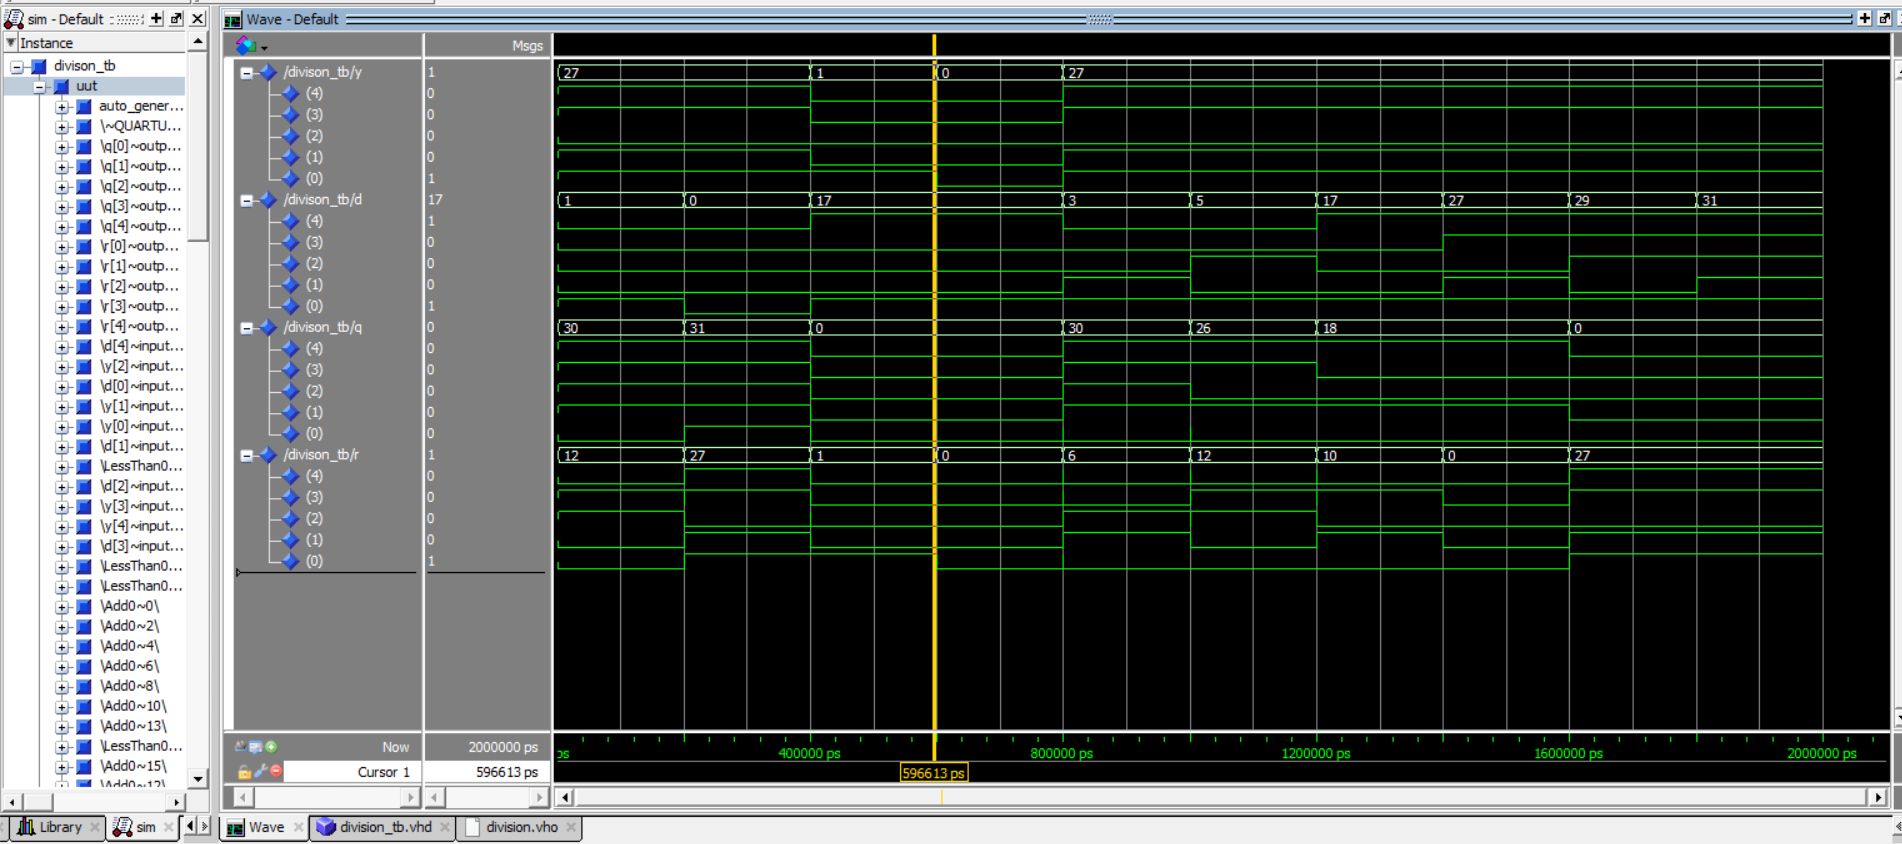 sim - Default
Wave - Default
Instance
Msgs
divison_tb
uut
auto_gener...
\~QUARTU...
\q[0]~outp...
\q[1]~outp...
\q[2]~outp...
\q[3]~outp...
\q[4]~outp...
\r[0]~outp...
\r[1]~outp...
\r[2]~outp...
\r[3]~outp...
\r[4]~outp...
\d[4]~input...
\y[2]~input...
\d[0]~input...
\y[1]~input...
\y[0]~input...
\d[1]~input...
\LessThan0...
\d[2]~input...
\y[3]~input...
\y[4]~input...
\d[3]~input...
\LessThan0...
\LessThan0...
\Add0~0\
\Add0~2\
\Add0~4\
\Add0~6\
\Add0~8\
\Add0~10\
\Add0~13\
\LessThan0...
\Add0~15\
\Add0~12\
/divison_tb/y 1 27 1 0 27
(4) 0
(3) 0
(2) 0
(1) 0
(0) 1
/divison_tb/d 17 1 0 17 3 5 17 27 29 31
(4) 1
(3) 0
(2) 0
(1) 0
(0) 1
/divison_tb/q 0 30 31 0 30 26 18 0
(4) 0
(3) 0
(2) 0
(1) 0
(0) 0
/divison_tb/r 1 12 27 1 0 6 12 10 0 27
(4) 0
(3) 0
(2) 0
(1) 0
(0) 1
Now 2000000 ps ps 400000 ps 800000 ps 1200000 ps 1600000 ps 2000000 ps
Cursor 1 596613 ps 596613 ps
Library sim Wave division_tb.vhd division.vho